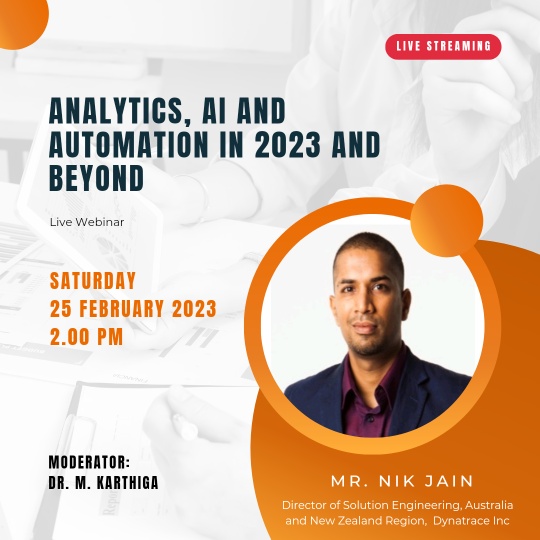 LIVE STREAMING
ANALYTICS, AI AND
AUTOMATION IN 2023 AND
BEYOND
Live Webinar
SATURDAY
25 FEBRUARY 2023
2.00 PM
MODERATOR:
DR. M. KARTHIGA
MR. NIK JAIN
Director of Solution Engineering, Australia
and New Zealand Region, Dynatrace Inc